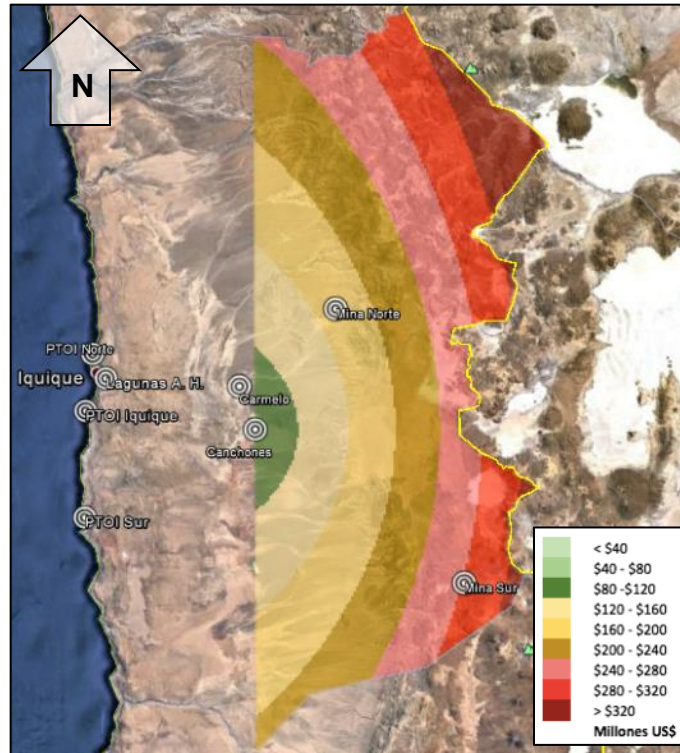 N
Mina Norte
PTOI Norte
Iquique
Lagunas A. H.
Carmelo
PTOI Iquique
Canchones
PTOI Sur
Mina Sur
< $40
$40 - $80
$80 -$120
$120 - $160
$160 - $200
$200 - $240
$240 - $280
$280 - $320
> $320
Millones US$